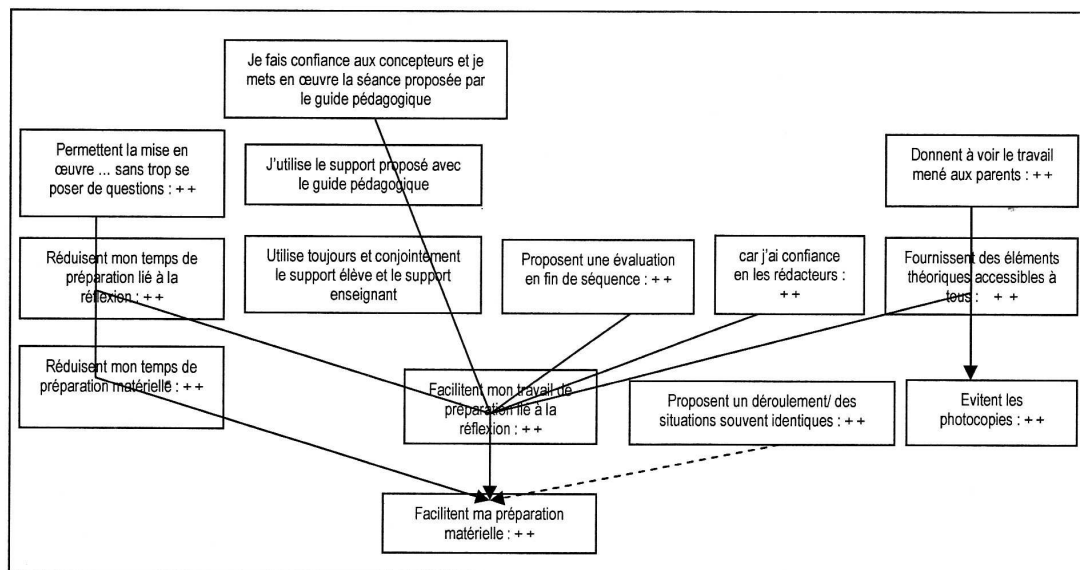 Je fais confiance aux concepteurs et je
mets en œuvre la séance proposée par
le guide pédagogique
Permettent la mise en
œuvre ... sans trop se
poser de questions : + +
J'utilise le support proposé avec
le guide pédagogique
Donnent à voir le travail
mené aux parents : + +
Réduisent mon temps de
préparation lié à la
réflexion : + +
Utilise toujours et conjointement
le support élève et le support
enseignant
Proposent une évaluation
en fin de séquence : + +
car j'ai confiance
en les rédacteurs :
+ +
Fournissent des éléments
théoriques accessibles à
tous : + +
Réduisent mon temps de
préparation matérielle : + +
Facilitent mon travail de
préparation lié à la
réflexion : + +
Proposent un déroulement/ des
situations souvent identiques : + +
Evitent les
photocopies : + +
Facilitent ma préparation
matérielle : + +